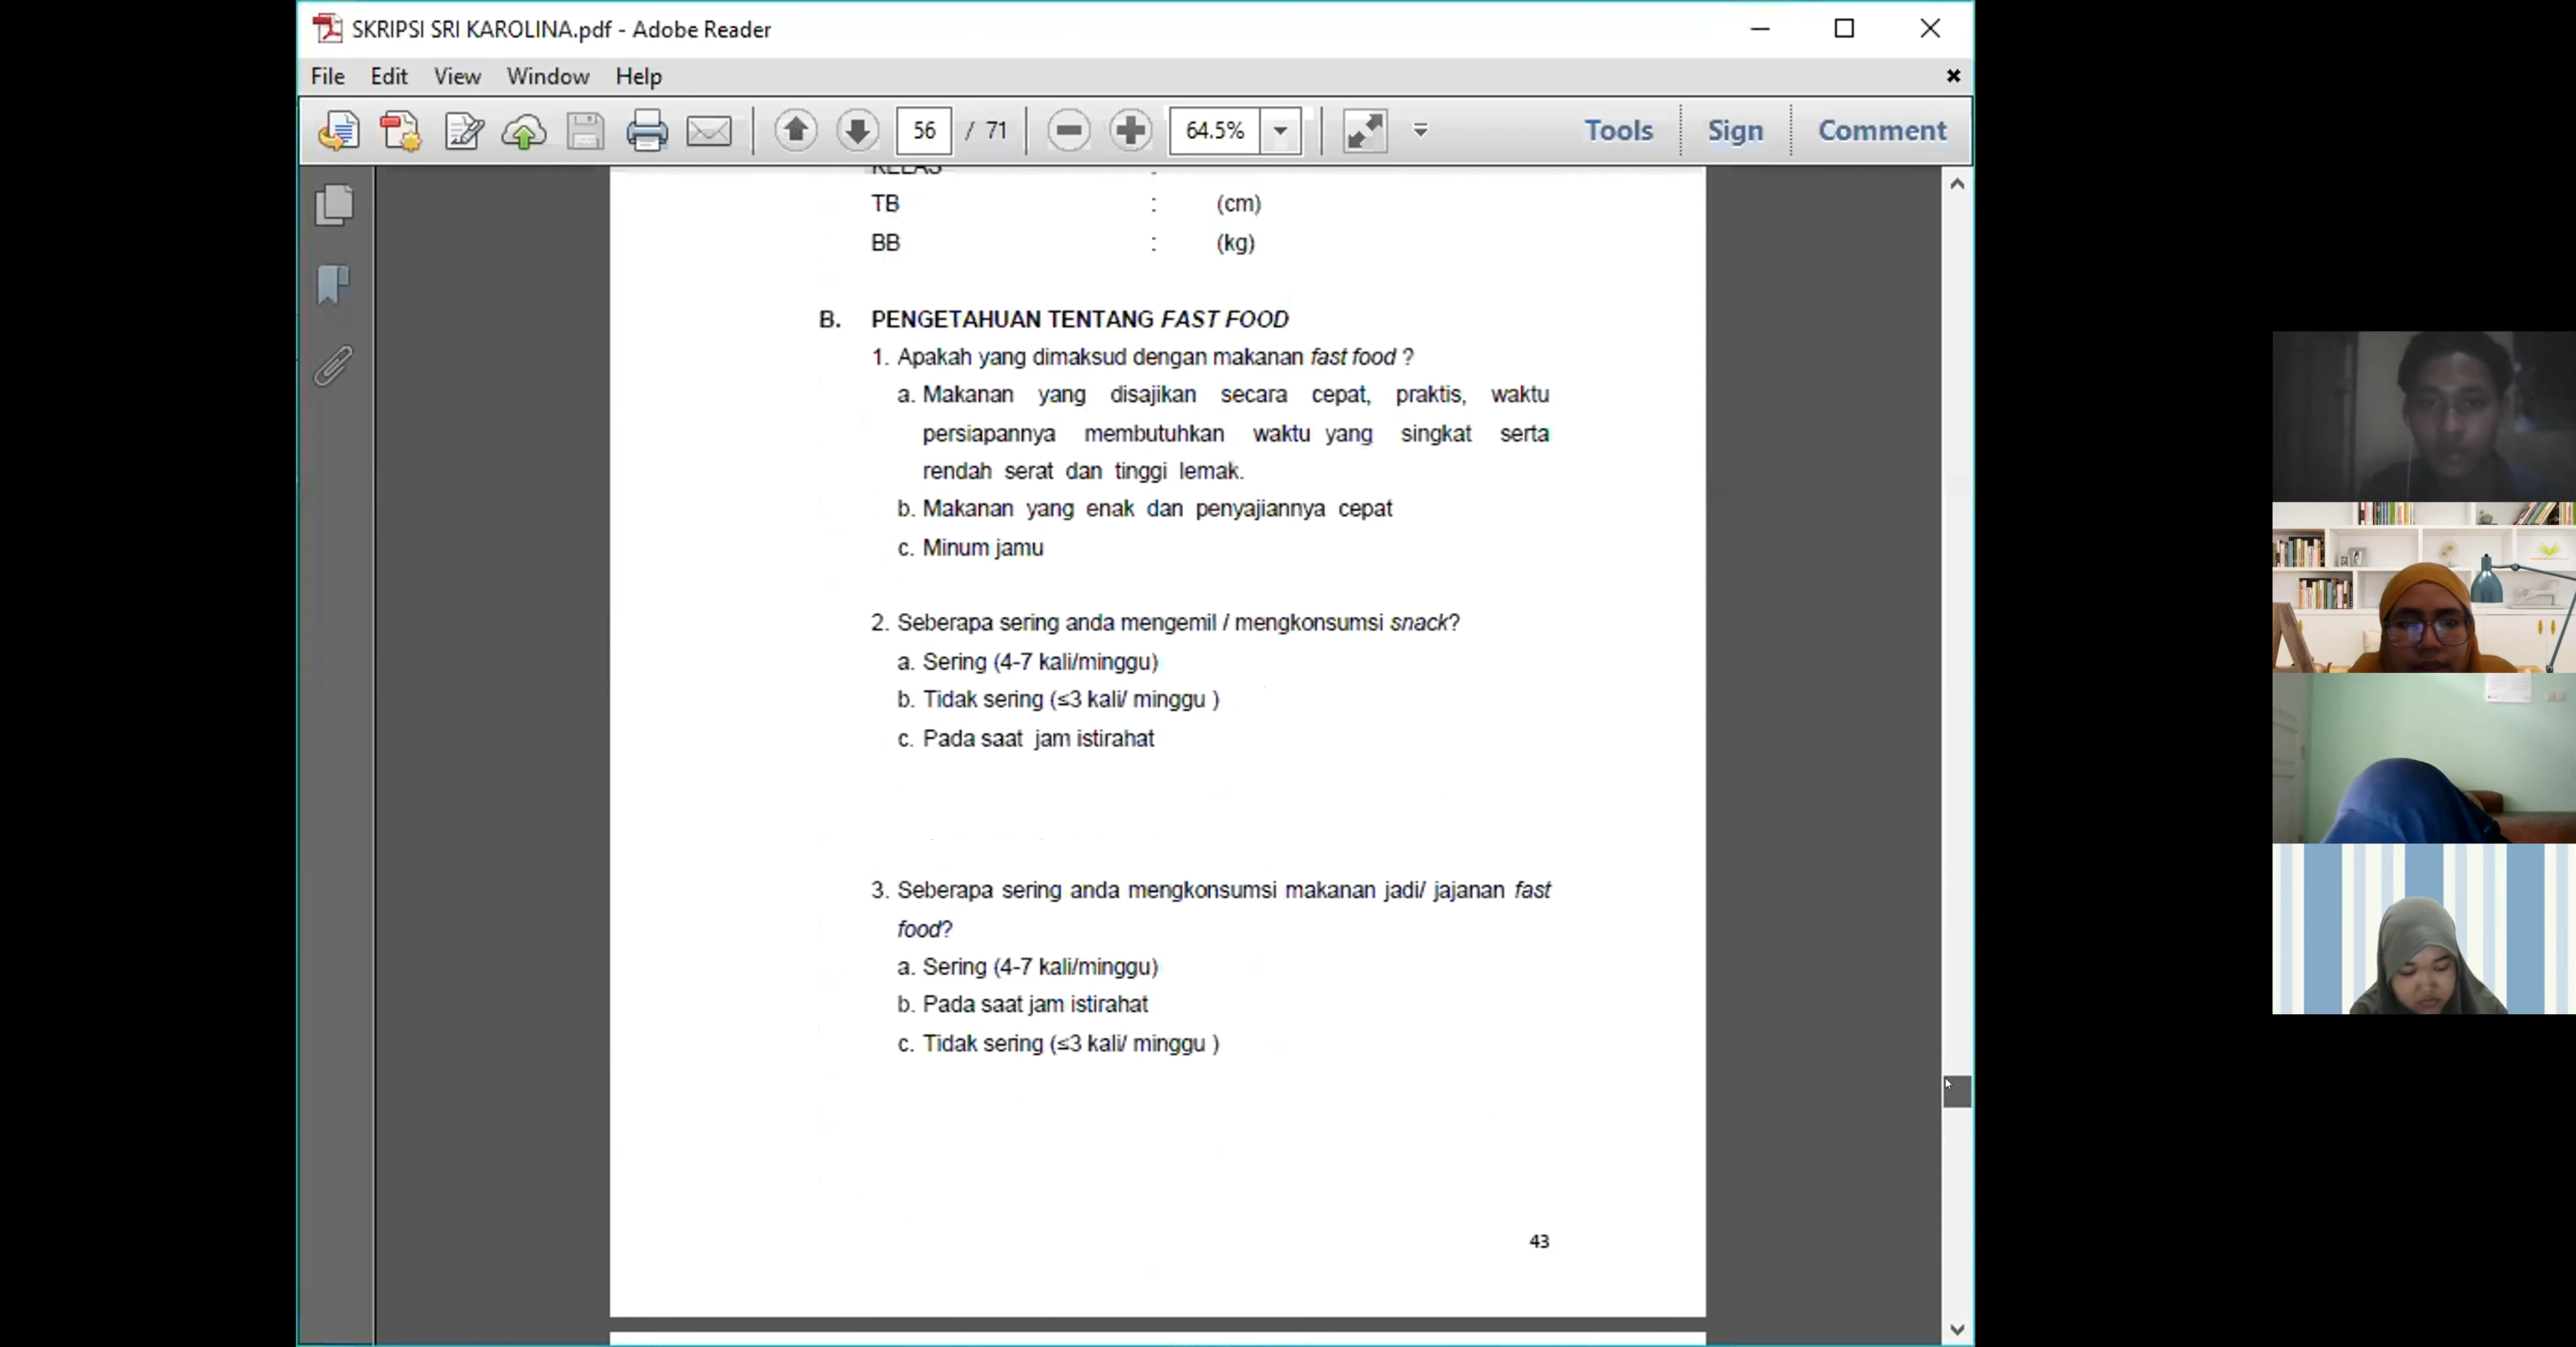 SKRIPSI SRI KAROLINA.pdf - Adobe Reader
File Edit View Window Help
56 / 71 64.5% Tools Sign Comment
KELAS :
TB : (cm)
BB : (kg)
B. PENGETAHUAN TENTANG FAST FOOD
1. Apakah yang dimaksud dengan makanan fast food ?
a. Makanan yang disajikan secara cepat, praktis, waktu
persiapannya membutuhkan waktu yang singkat serta
rendah serat dan tinggi lemak.
b. Makanan yang enak dan penyajiannya cepat
c. Minum jamu
2. Seberapa sering anda mengemil / mengkonsumsi snack?
a. Sering (4-7 kali/minggu)
b. Tidak sering (≤3 kali/ minggu )
c. Pada saat jam istirahat
3. Seberapa sering anda mengkonsumsi makanan jadi/ jajanan fast
food?
a. Sering (4-7 kali/minggu)
b. Pada saat jam istirahat
c. Tidak sering (≤3 kali/ minggu )
43